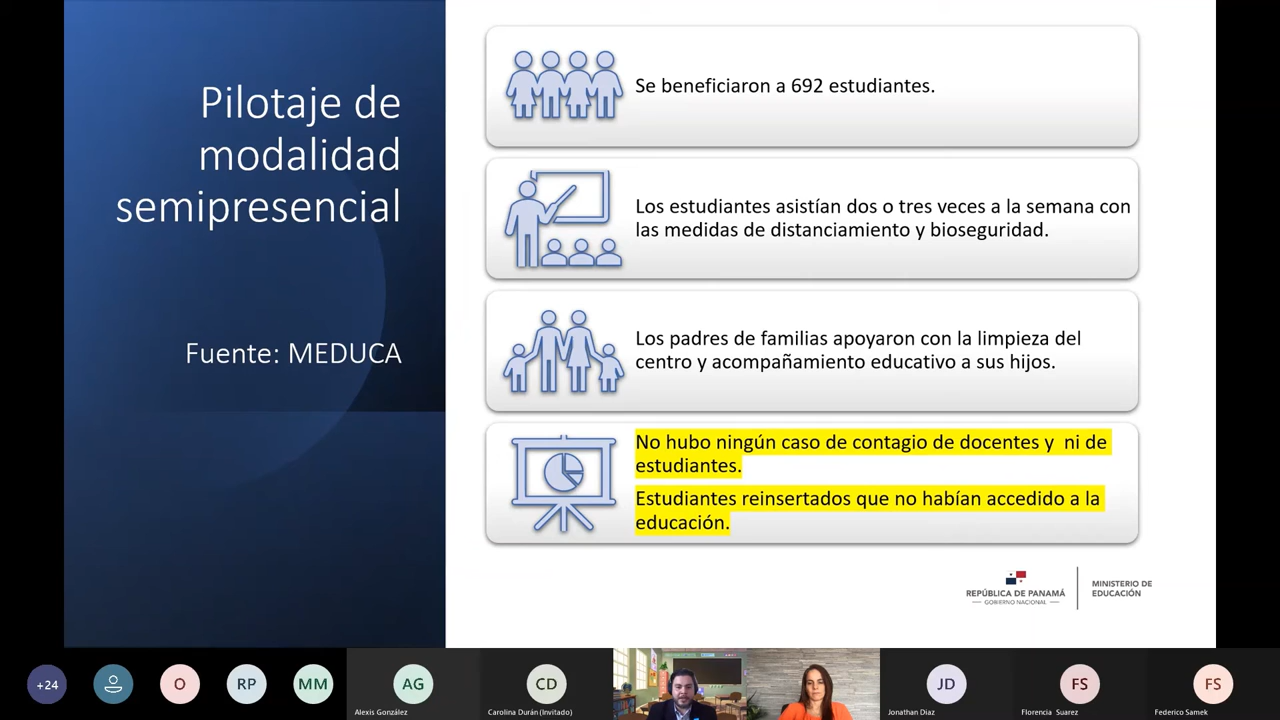 Pilotaje de
modalidad
semipresencial
Fuente: MEDUCA
Se beneficiaron a 692 estudiantes.
Los estudiantes asistían dos o tres veces a la semana con
las medidas de distanciamiento y bioseguridad.
Los padres de familias apoyaron con la limpieza del
centro y acompañamiento educativo a sus hijos.
No hubo ningún caso de contagio de docentes y  ni de
estudiantes.
Estudiantes reinsertados que no habían accedido a la
educación.
REPÚBLICA DE PANAMÁ
— GOBIERNO NACIONAL —
MINISTERIO DE
EDUCACIÓN
+24
O
RP
MM
AG
Alexis González
CD
Carolina Durán (Invitado)
JD
Jonathan Diaz
FS
Florencia Suarez
FS
Federico Samek